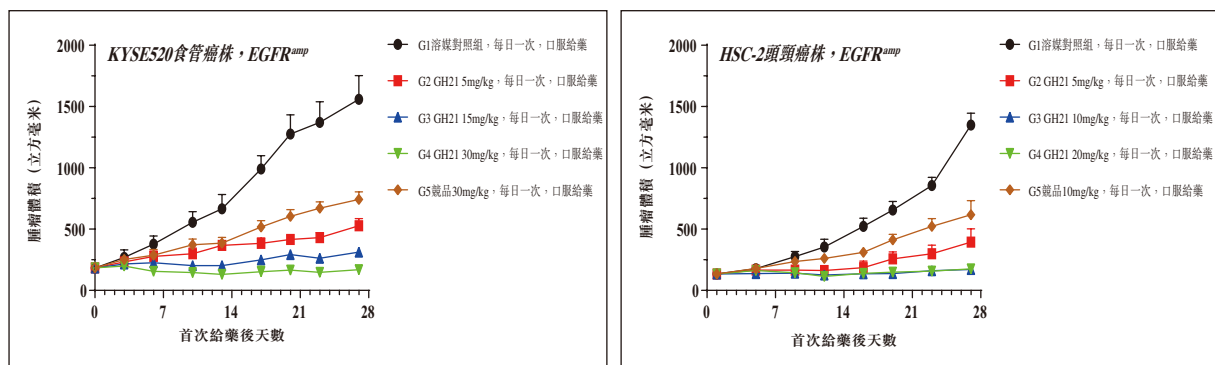 KYSE520食管癌株，EGFRamp
G1溶媒對照組，每日一次，口服給藥
G2 GH21 5mg/kg，每日一次，口服給藥
G3 GH21 15mg/kg，每日一次，口服給藥
G4 GH21 30mg/kg，每日一次，口服給藥
G5競品30mg/kg，每日一次，口服給藥
腫瘤體積（立方毫米）
2000
1500
1000
500
0
0 7 14 21 28
首次給藥後天數
HSC-2頭頸癌株，EGFRamp
G1溶媒對照組，每日一次，口服給藥
G2 GH21 5mg/kg，每日一次，口服給藥
G3 GH21 10mg/kg，每日一次，口服給藥
G4 GH21 20mg/kg，每日一次，口服給藥
G5競品10mg/kg，每日一次，口服給藥
腫瘤體積（立方毫米）
2000
1500
1000
500
0
0 7 14 21 28
首次給藥後天數